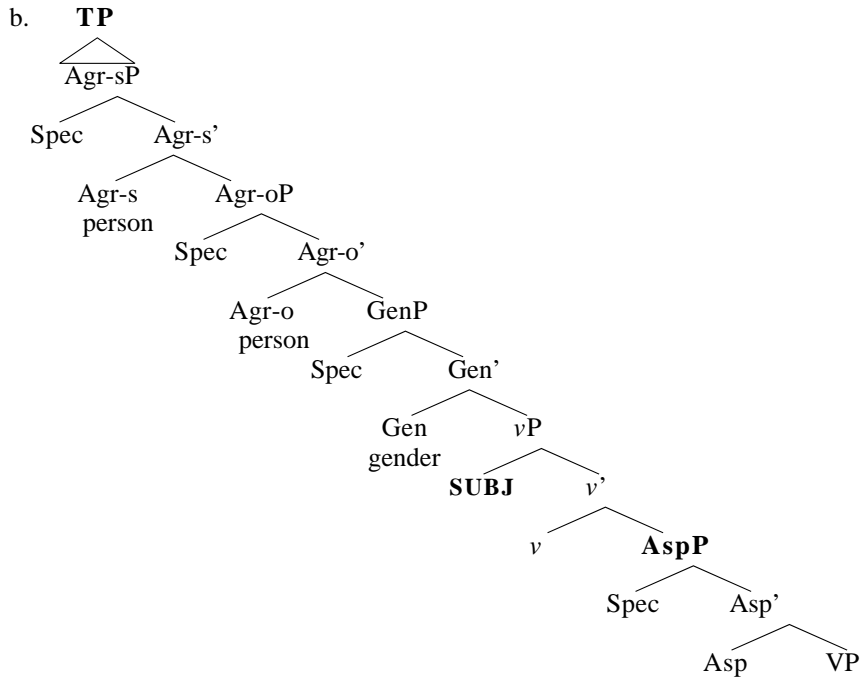 b. TP
Agr-sP
Spec Agr-s’
Agr-s Agr-oP
person
Spec Agr-o’
Agr-o GenP
person
Spec Gen’
Gen vP
gender
SUBJ v’
v AspP
Spec Asp’
Asp VP